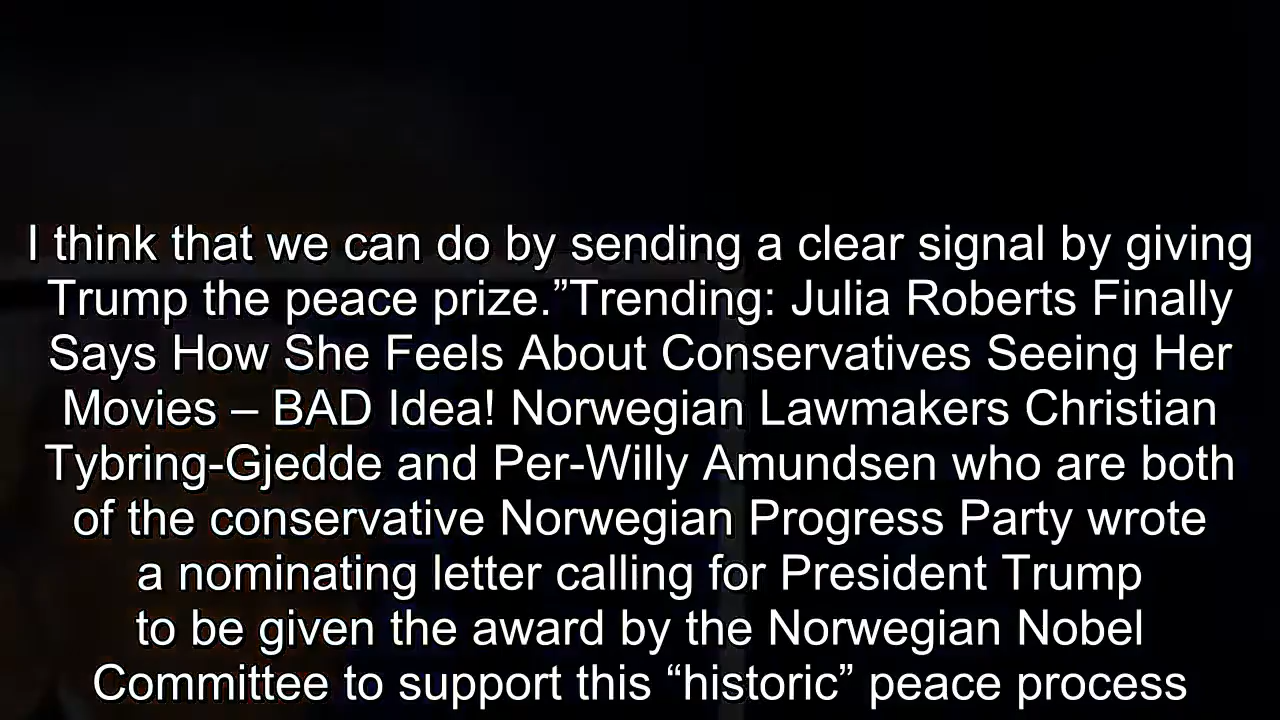 I think that we can do by sending a clear signal by giving
Trump the peace prize.”Trending: Julia Roberts Finally
Says How She Feels About Conservatives Seeing Her
Movies – BAD Idea! Norwegian Lawmakers Christian
Tybring-Gjedde and Per-Willy Amundsen who are both
of the conservative Norwegian Progress Party wrote
a nominating letter calling for President Trump
to be given the award by the Norwegian Nobel
Committee to support this “historic” peace process